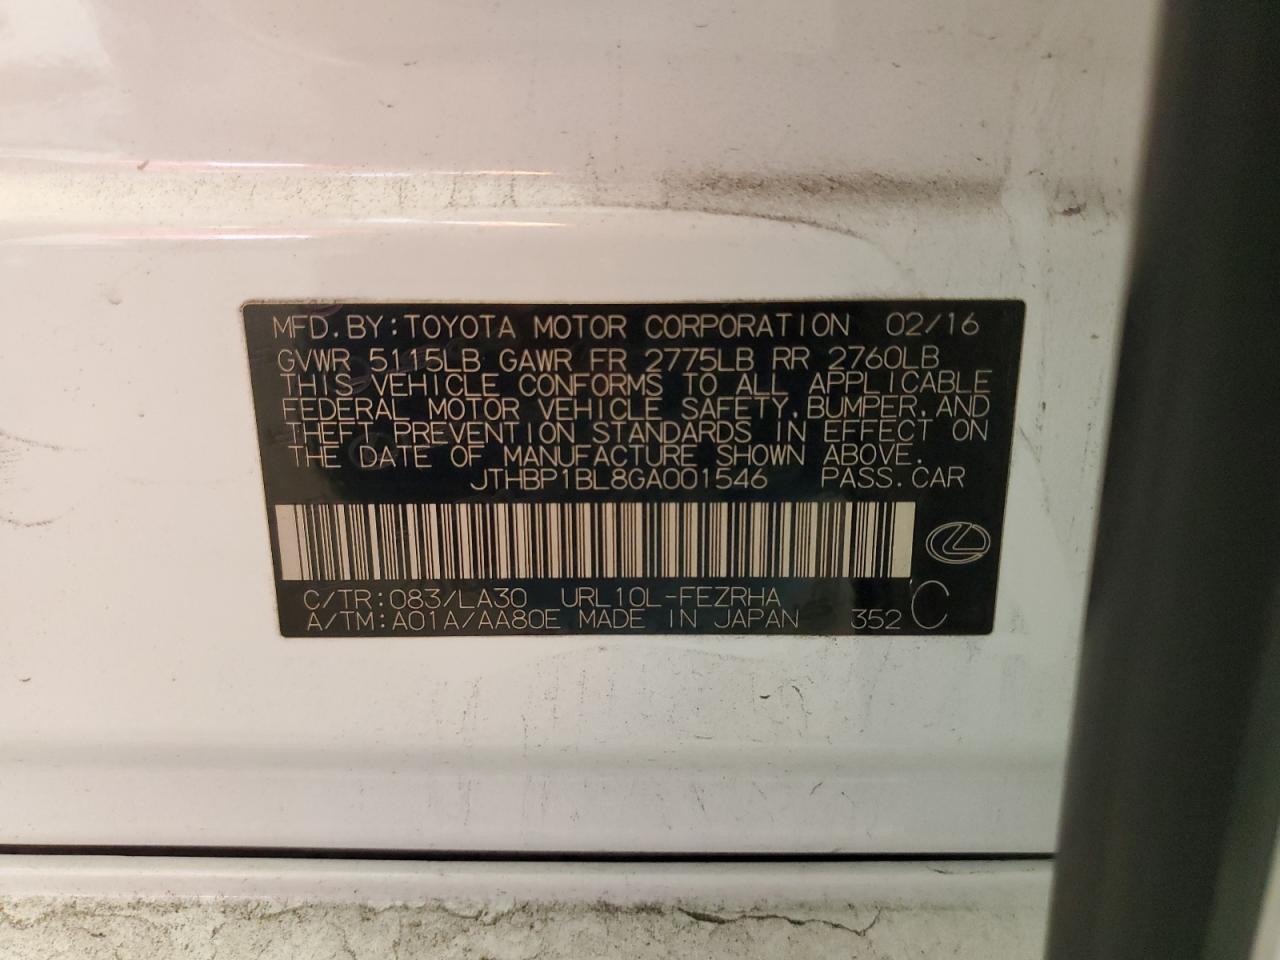 MFD.BY:TOYOTA MOTOR CORPORATION 02/16
GVWR 5115LB GAWR FR 2775LB RR 2760LB
THIS VEHICLE CONFORMS TO ALL APPLICABLE
FEDERAL MOTOR VEHICLE SAFETY,BUMPER,AND
THEFT PREVENTION STANDARDS IN EFFECT ON
THE DATE OF MANUFACTURE SHOWN ABOVE.
JTHBP1BL8GA001546 PASS.CAR
C/TR:083/LA30 URL10L-FEZRHA
A/TM:A01A/AA80E MADE IN JAPAN 352 C